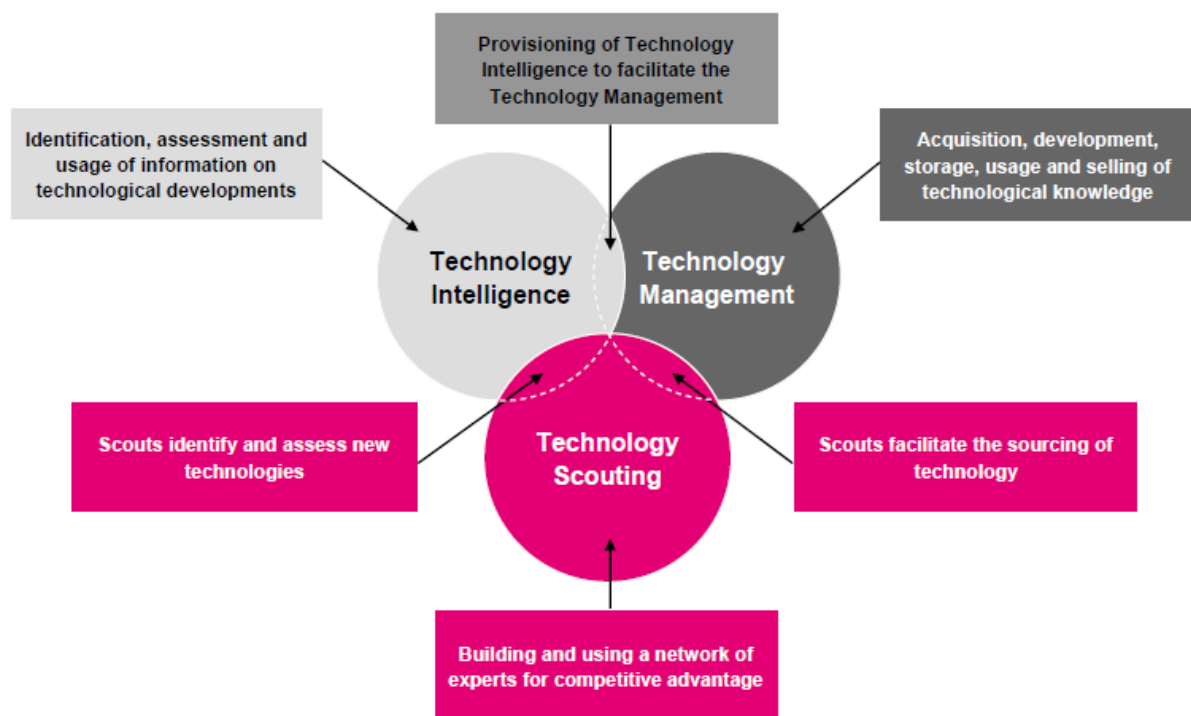 Provisioning of Technology
Intelligence to facilitate the
Technology Management
Identification, assessment and
usage of information on
technological developments
Acquisition, development,
storage, usage and selling of
technological knowledge
Technology
Intelligence
Technology
Management
Scouts identify and assess new
technologies
Technology
Scouting
Scouts facilitate the sourcing of
technology
Building and using a network of
experts for competitive advantage